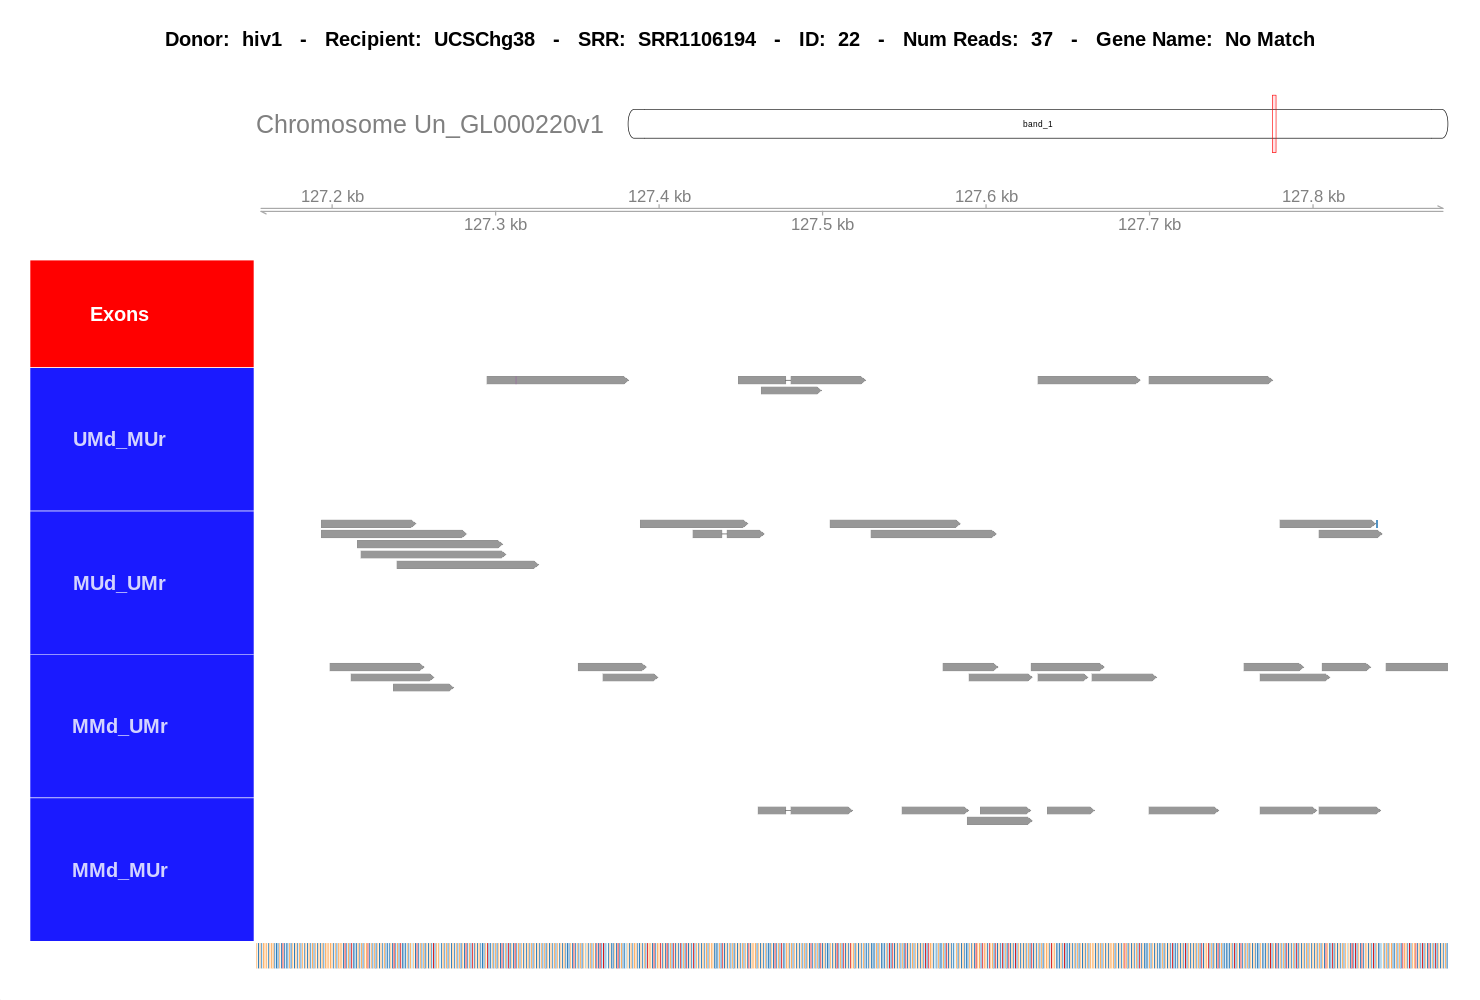 Donor: hiv1 - Recipient: UCSChg38 - SRR: SRR1106194 - ID: 22 - Num Reads: 37 - Gene Name: No Match
Chromosome Un_GL000220v1
band_1
127.2 kb 127.4 kb 127.6 kb 127.8 kb
127.3 kb 127.5 kb 127.7 kb
Exons
UMd_MUr
MUd_UMr
MMd_UMr
MMd_MUr